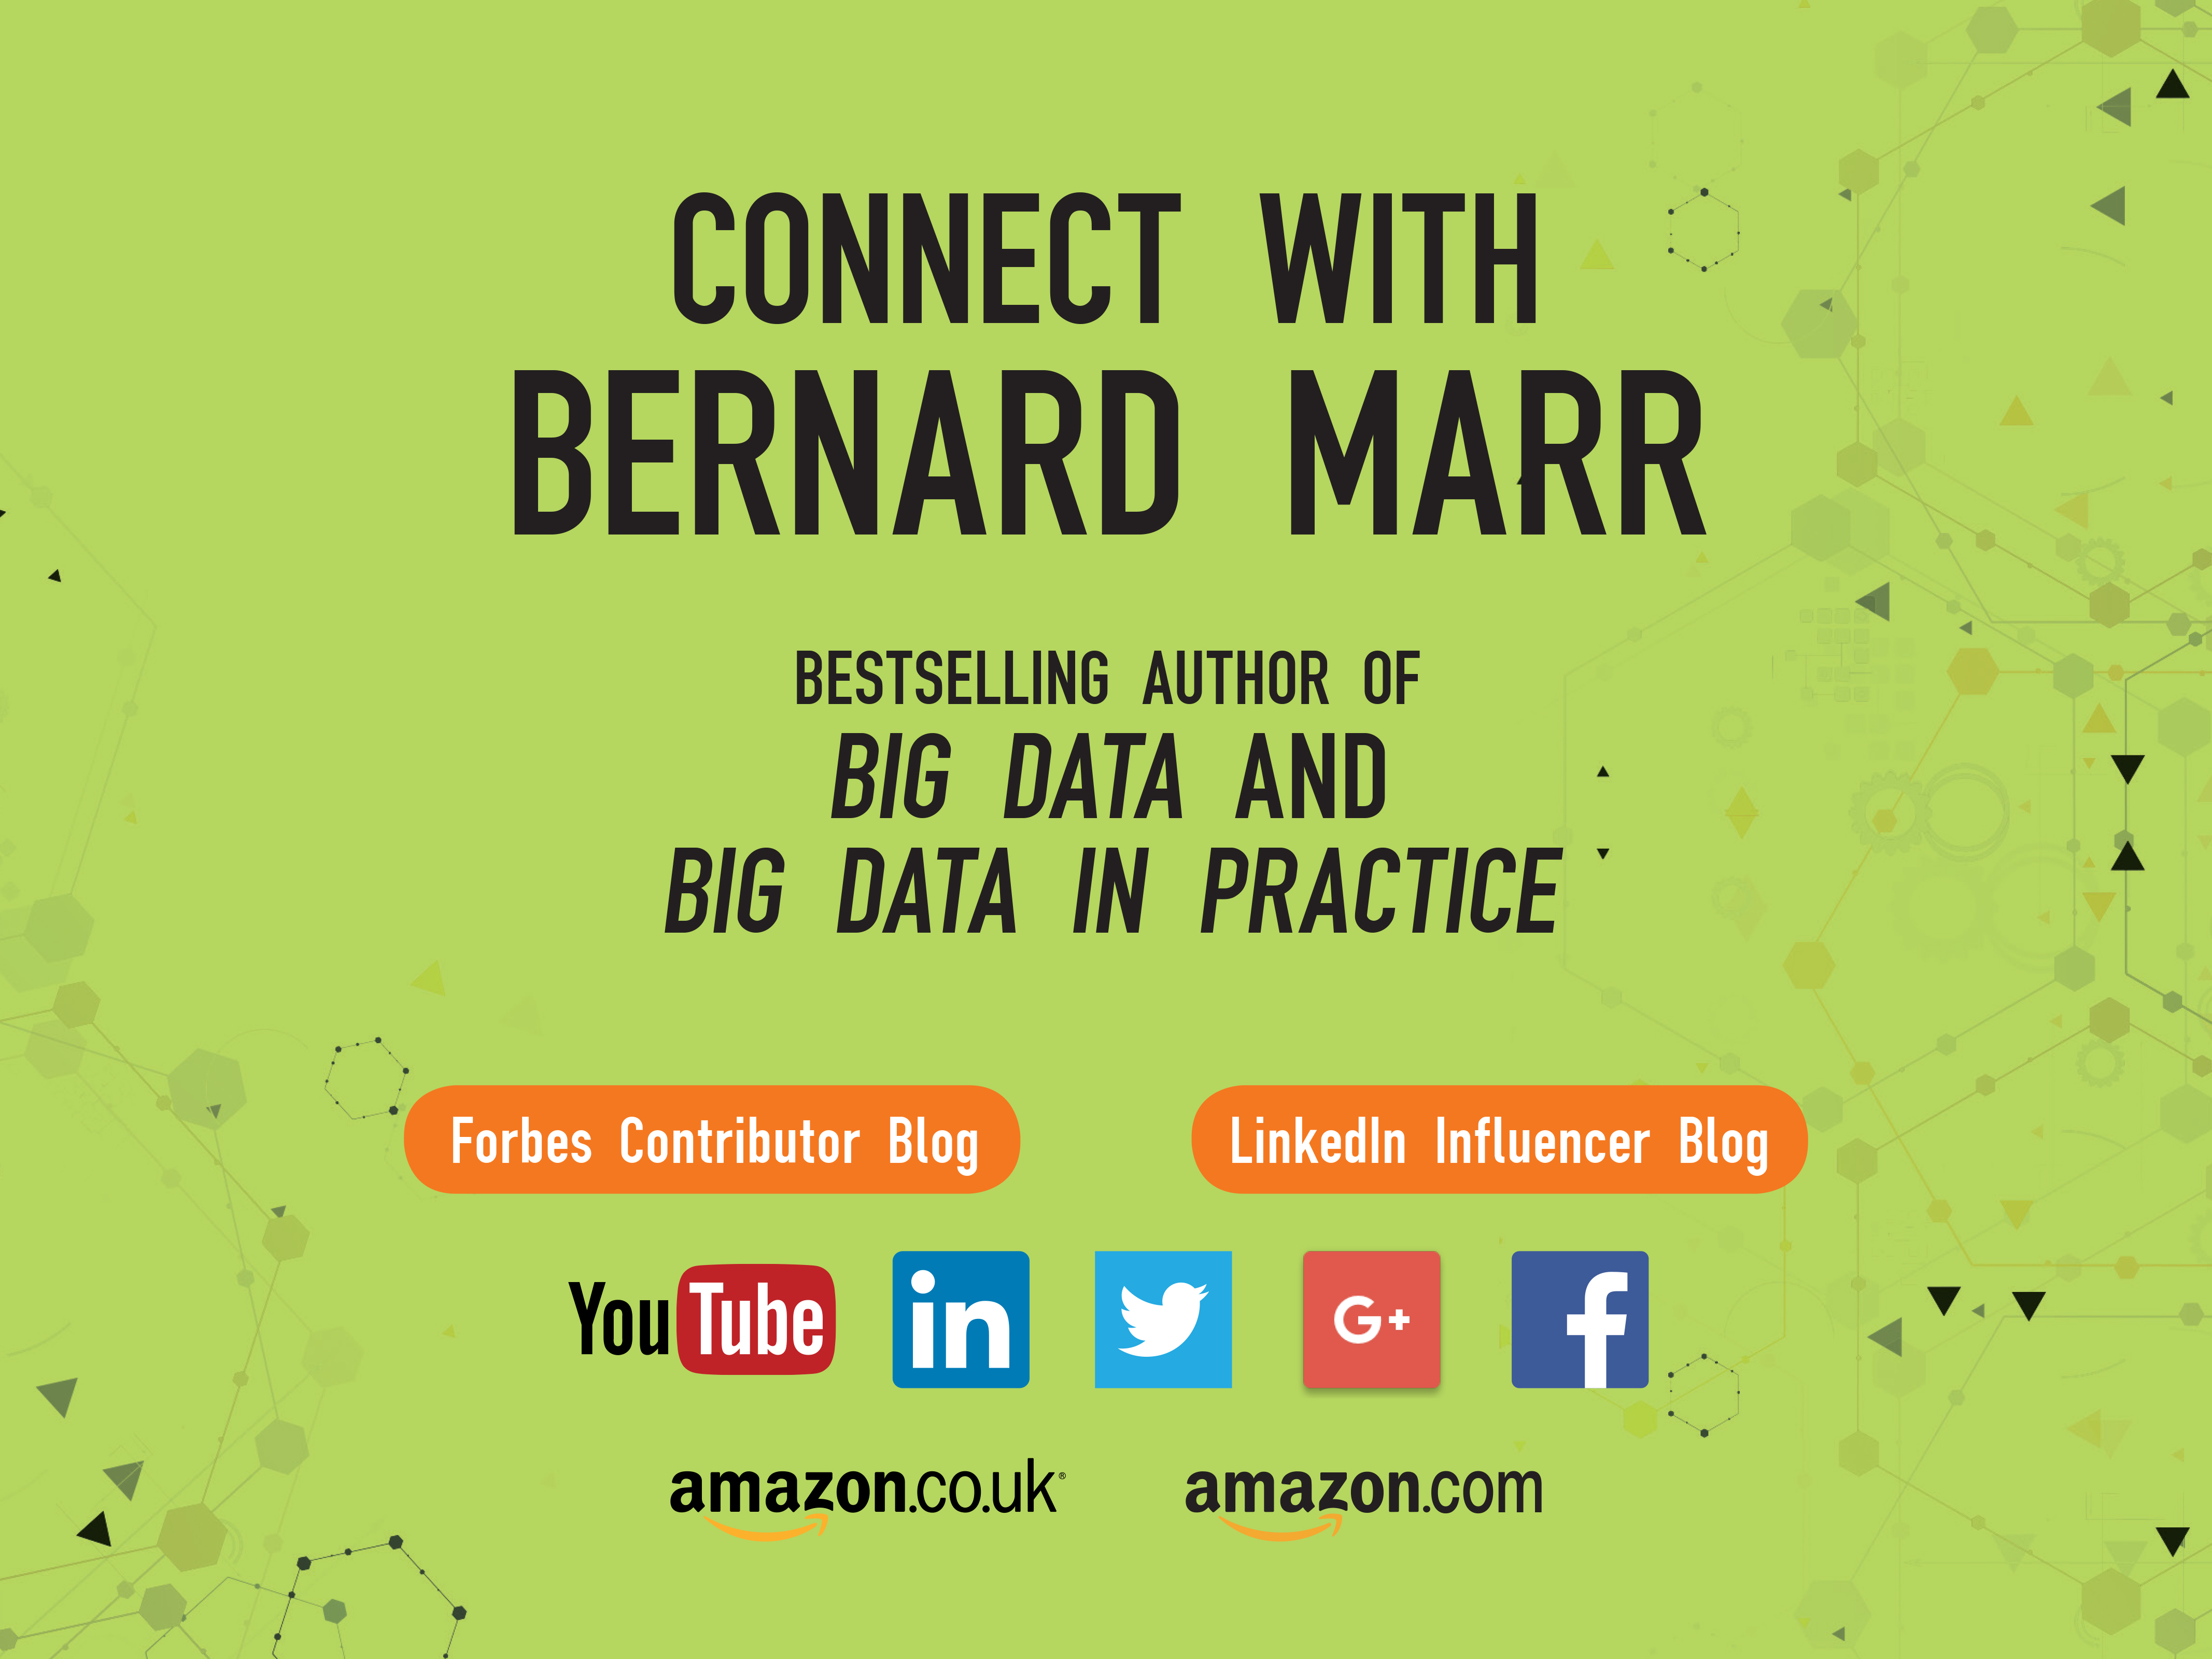 CONNECT WITH
BERNARD MARR
BESTSELLING AUTHOR OF
BIG DATA AND
BIG DATA IN PRACTICE
Forbes Contributor Blog
LinkedIn Influencer Blog
YouTube
in
G+
f
amazon.co.uk®
amazon.com